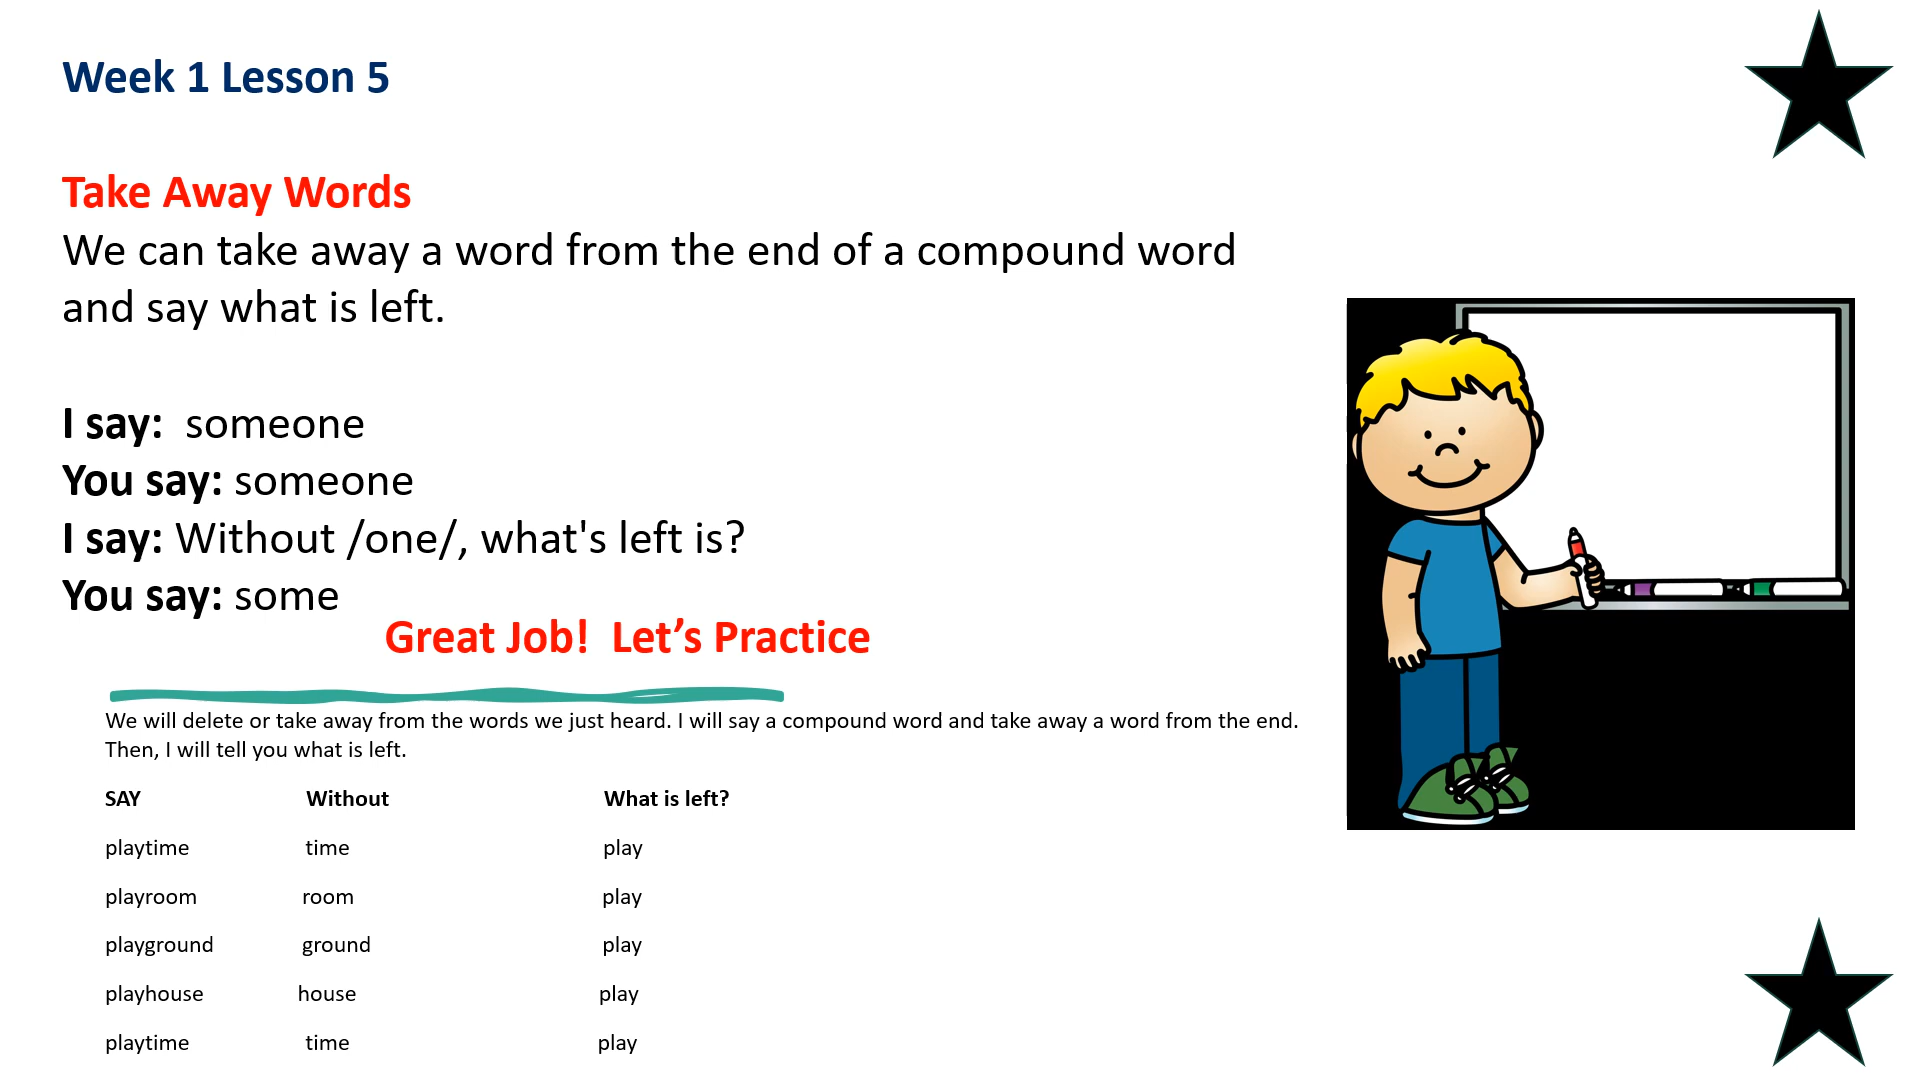 Week 1 Lesson 5
Take Away Words
We can take away a word from the end of a compound word
and say what is left.
I say:  someone
You say: someone
I say: Without /one/, what's left is?
You say: some
Great Job!  Let’s Practice
We will delete or take away from the words we just heard. I will say a compound word and take away a word from the end.
Then, I will tell you what is left.
SAY Without What is left?
playtime time play
playroom room play
playground ground play
playhouse house play
playtime time play